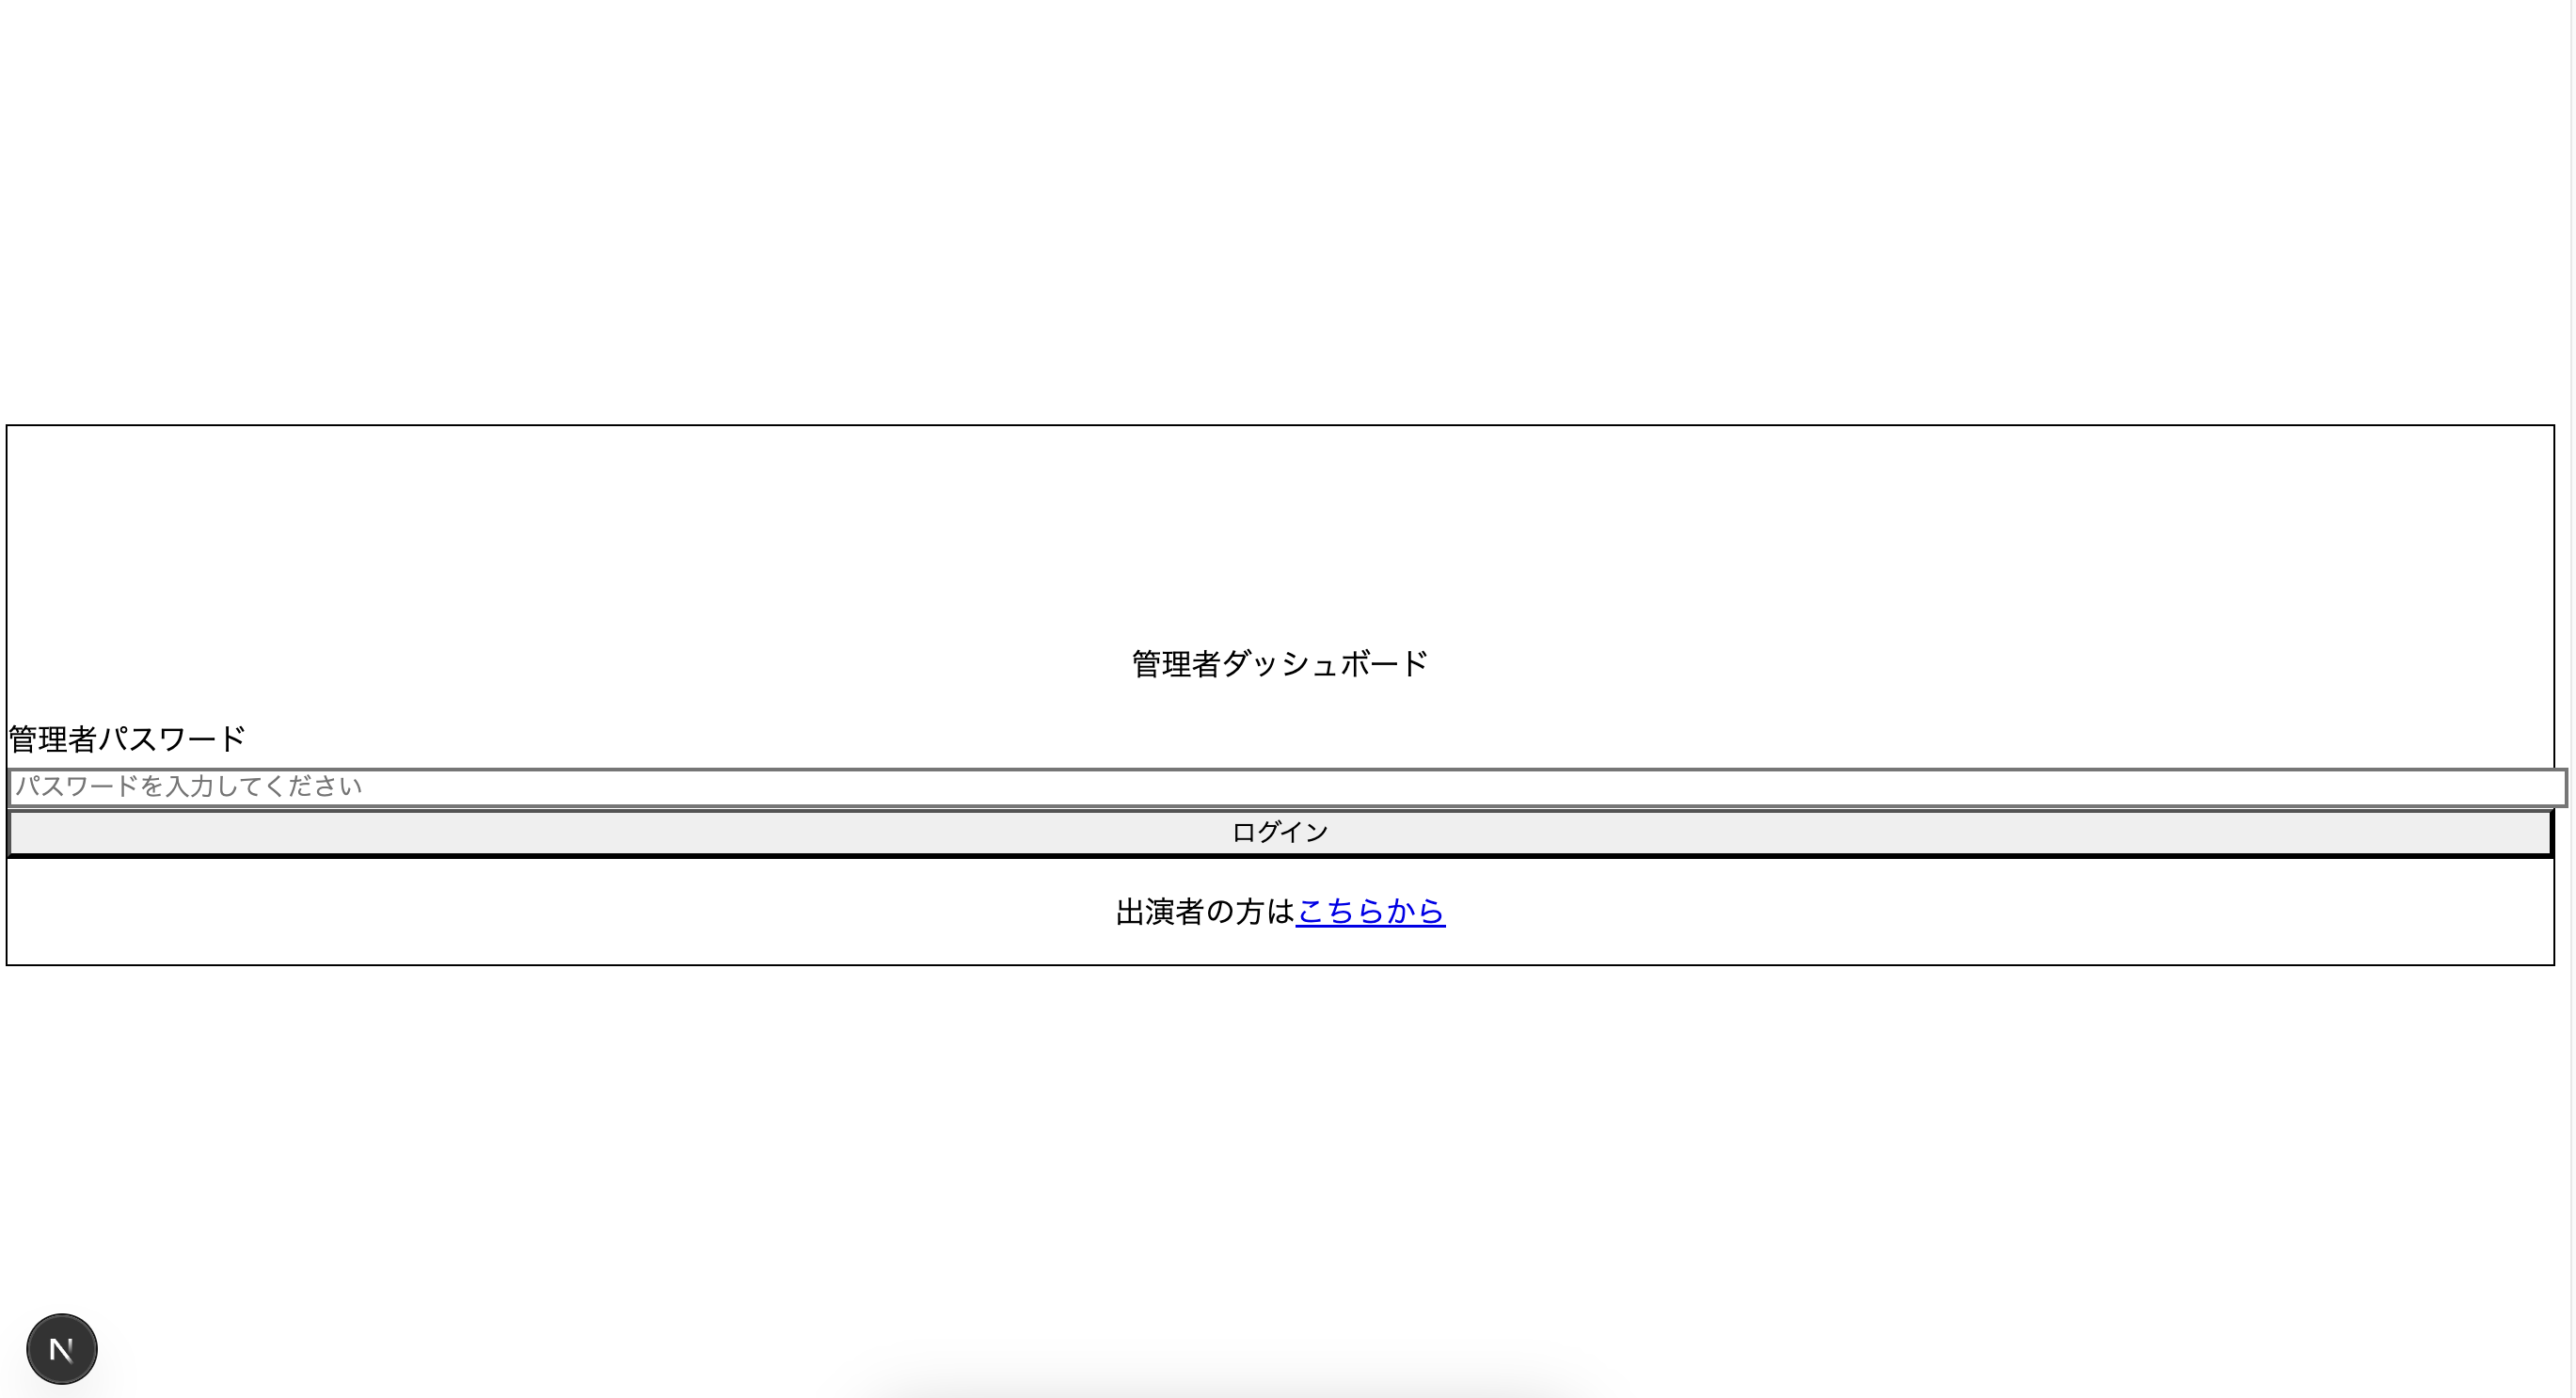 管理者ダッシュボード
管理者パスワード
パスワードを入力してください
ログイン
出演者の方はこちらから
N